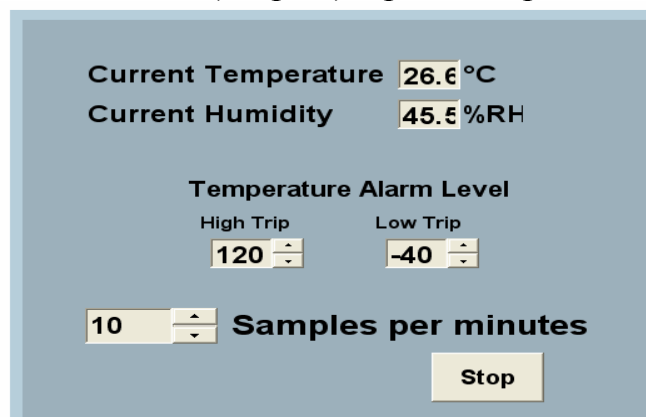 Current Temperature 26.6 °C
Current Humidity 45.5 %RH
Temperature Alarm Level
High Trip Low Trip
120 -40
10 Samples per minutes
Stop